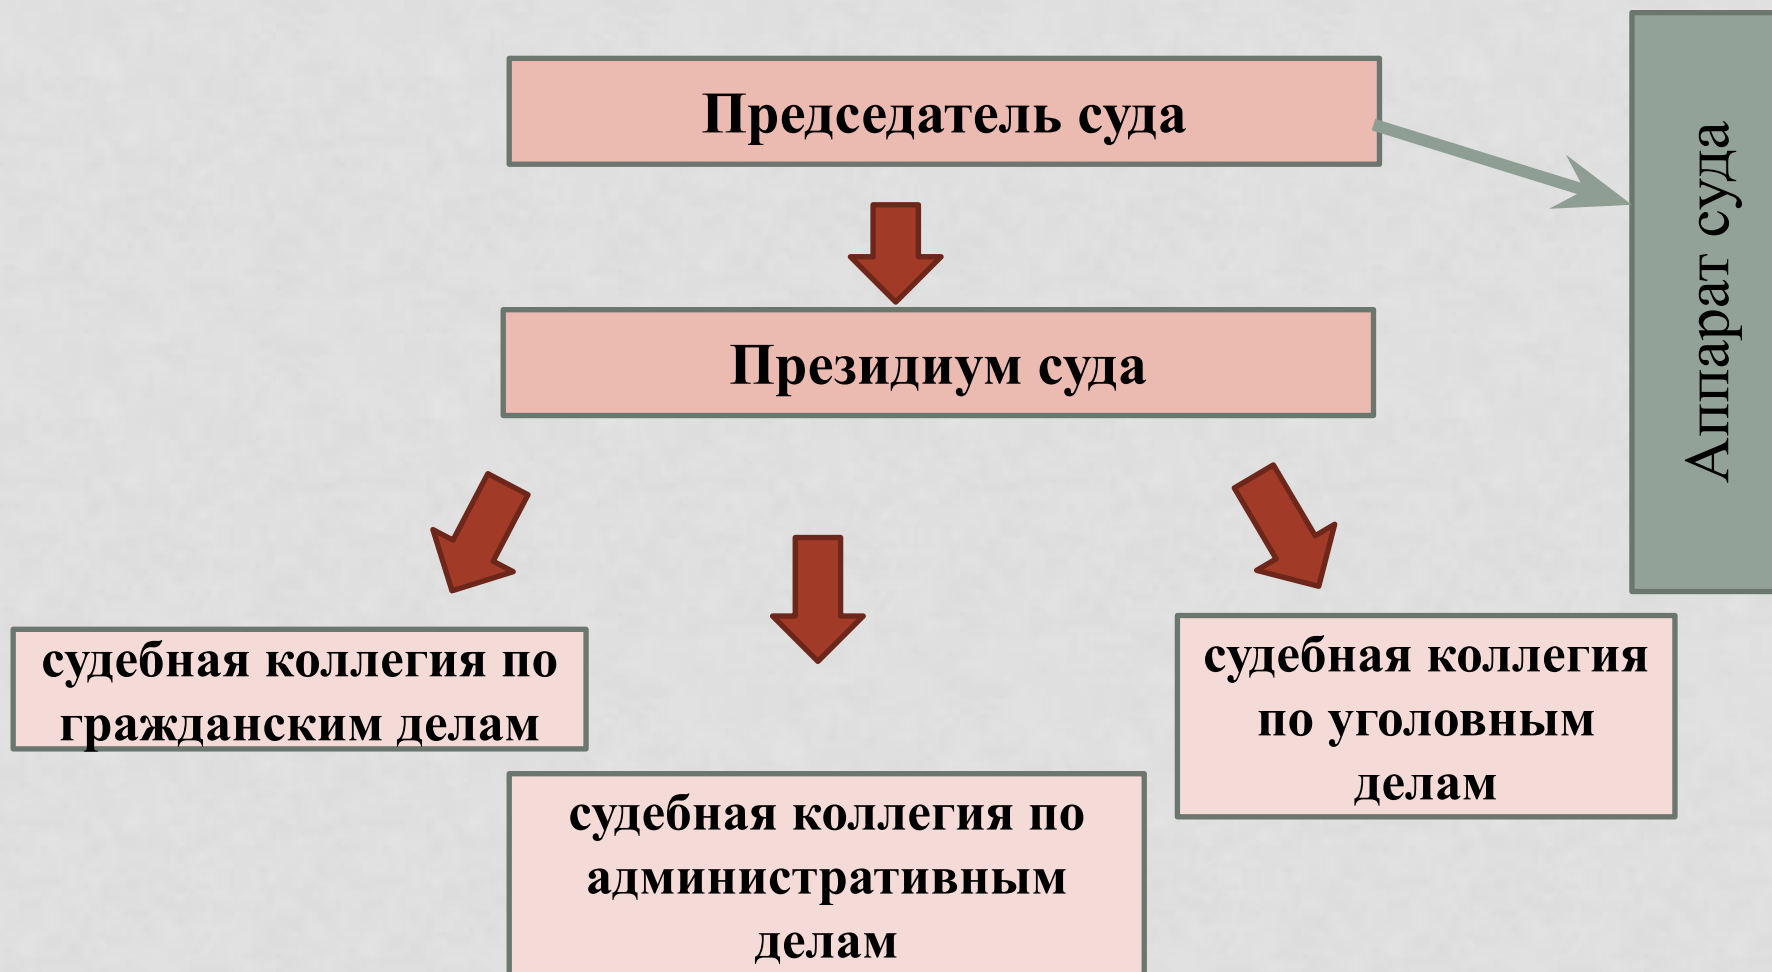 Председатель суда
Аппарат суда
Президиум суда
судебная коллегия по
гражданским делам
судебная коллегия по
административным
делам
судебная коллегия
по уголовным
делам